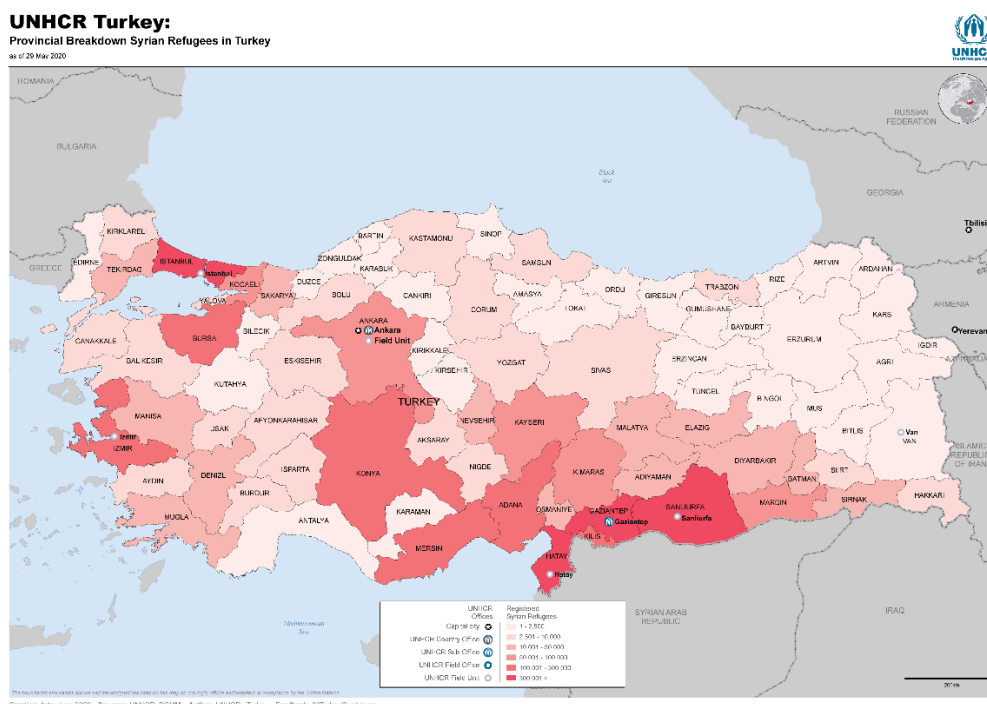 UNHCR Turkey:
Provincial Breakdown Syrian Refugees in Turkey
as of 29 May 2020
UNHC
ROMANIA
RUSSIAN
FEDERATION
BULGARIA
Black
Sea
GEORGIA
Tbilisi
GREECE
ARMENIA
Yerevan
KIRKLARELI
EDIRNE
TEKIRDAG
ISTANBUL
Istanbul
KOCAELI
YALOVA
SAKARYA
DUZCE
BOLU
ZONGULDAK
BARTIN
KARABUK
KASTAMONU
SINOP
CANKIRI
SAMSUN
AMASYA
CORUM
TOKAT
ORDU
GIRESUN
TRABZON
GUMUSHANE
RIZE
ARTVIN
ARDAHAN
KARS
BAYBURT
ERZURUM
IGDIR
AGRI
CANAKKALE
BALIKESIR
BURSA
BILECIK
ESKISEHIR
KUTAHYA
ANKARA
Ankara
Field Unit
KIRIKKALE
KIRSEHIR
YOZGAT
SIVAS
ERZINCAN
TUNCELI
BINGOL
MUS
BITLIS
Van
VAN
ISLAMIC
REPUBLIC
OF IRAN
MANISA
Izmir
IZMIR
USAK
AFYONKARAHISAR
TURKEY
AKSARAY
NEVSEHIR
KAYSERI
MALATYA
ELAZIG
DIYARBAKIR
BATMAN
SIIRT
SIRNAK
HAKKARI
AYDIN
DENIZLI
ISPARTA
BURDUR
KONYA
NIGDE
K.MARAS
ADIYAMAN
MUGLA
ANTALYA
KARAMAN
MERSIN
ADANA
OSMANIYE
GAZIANTEP
Gaziantep
KILIS
SANLIURFA
Sanliurfa
MARDIN
HATAY
Hatay
SYRIAN ARAB
REPUBLIC
IRAQ
Mediterranean
Sea
UNHCR
Offices
Capital city
UNHCR Country Office
UNHCR Sub Office
UNHCR Field Office
UNHCR Field Unit
Registered
Syrian Refugees
1 - 2,500
2,501 - 10,000
10 001 - 50 000
50 001 - 100 000
100 001 - 300 000
300 001 +